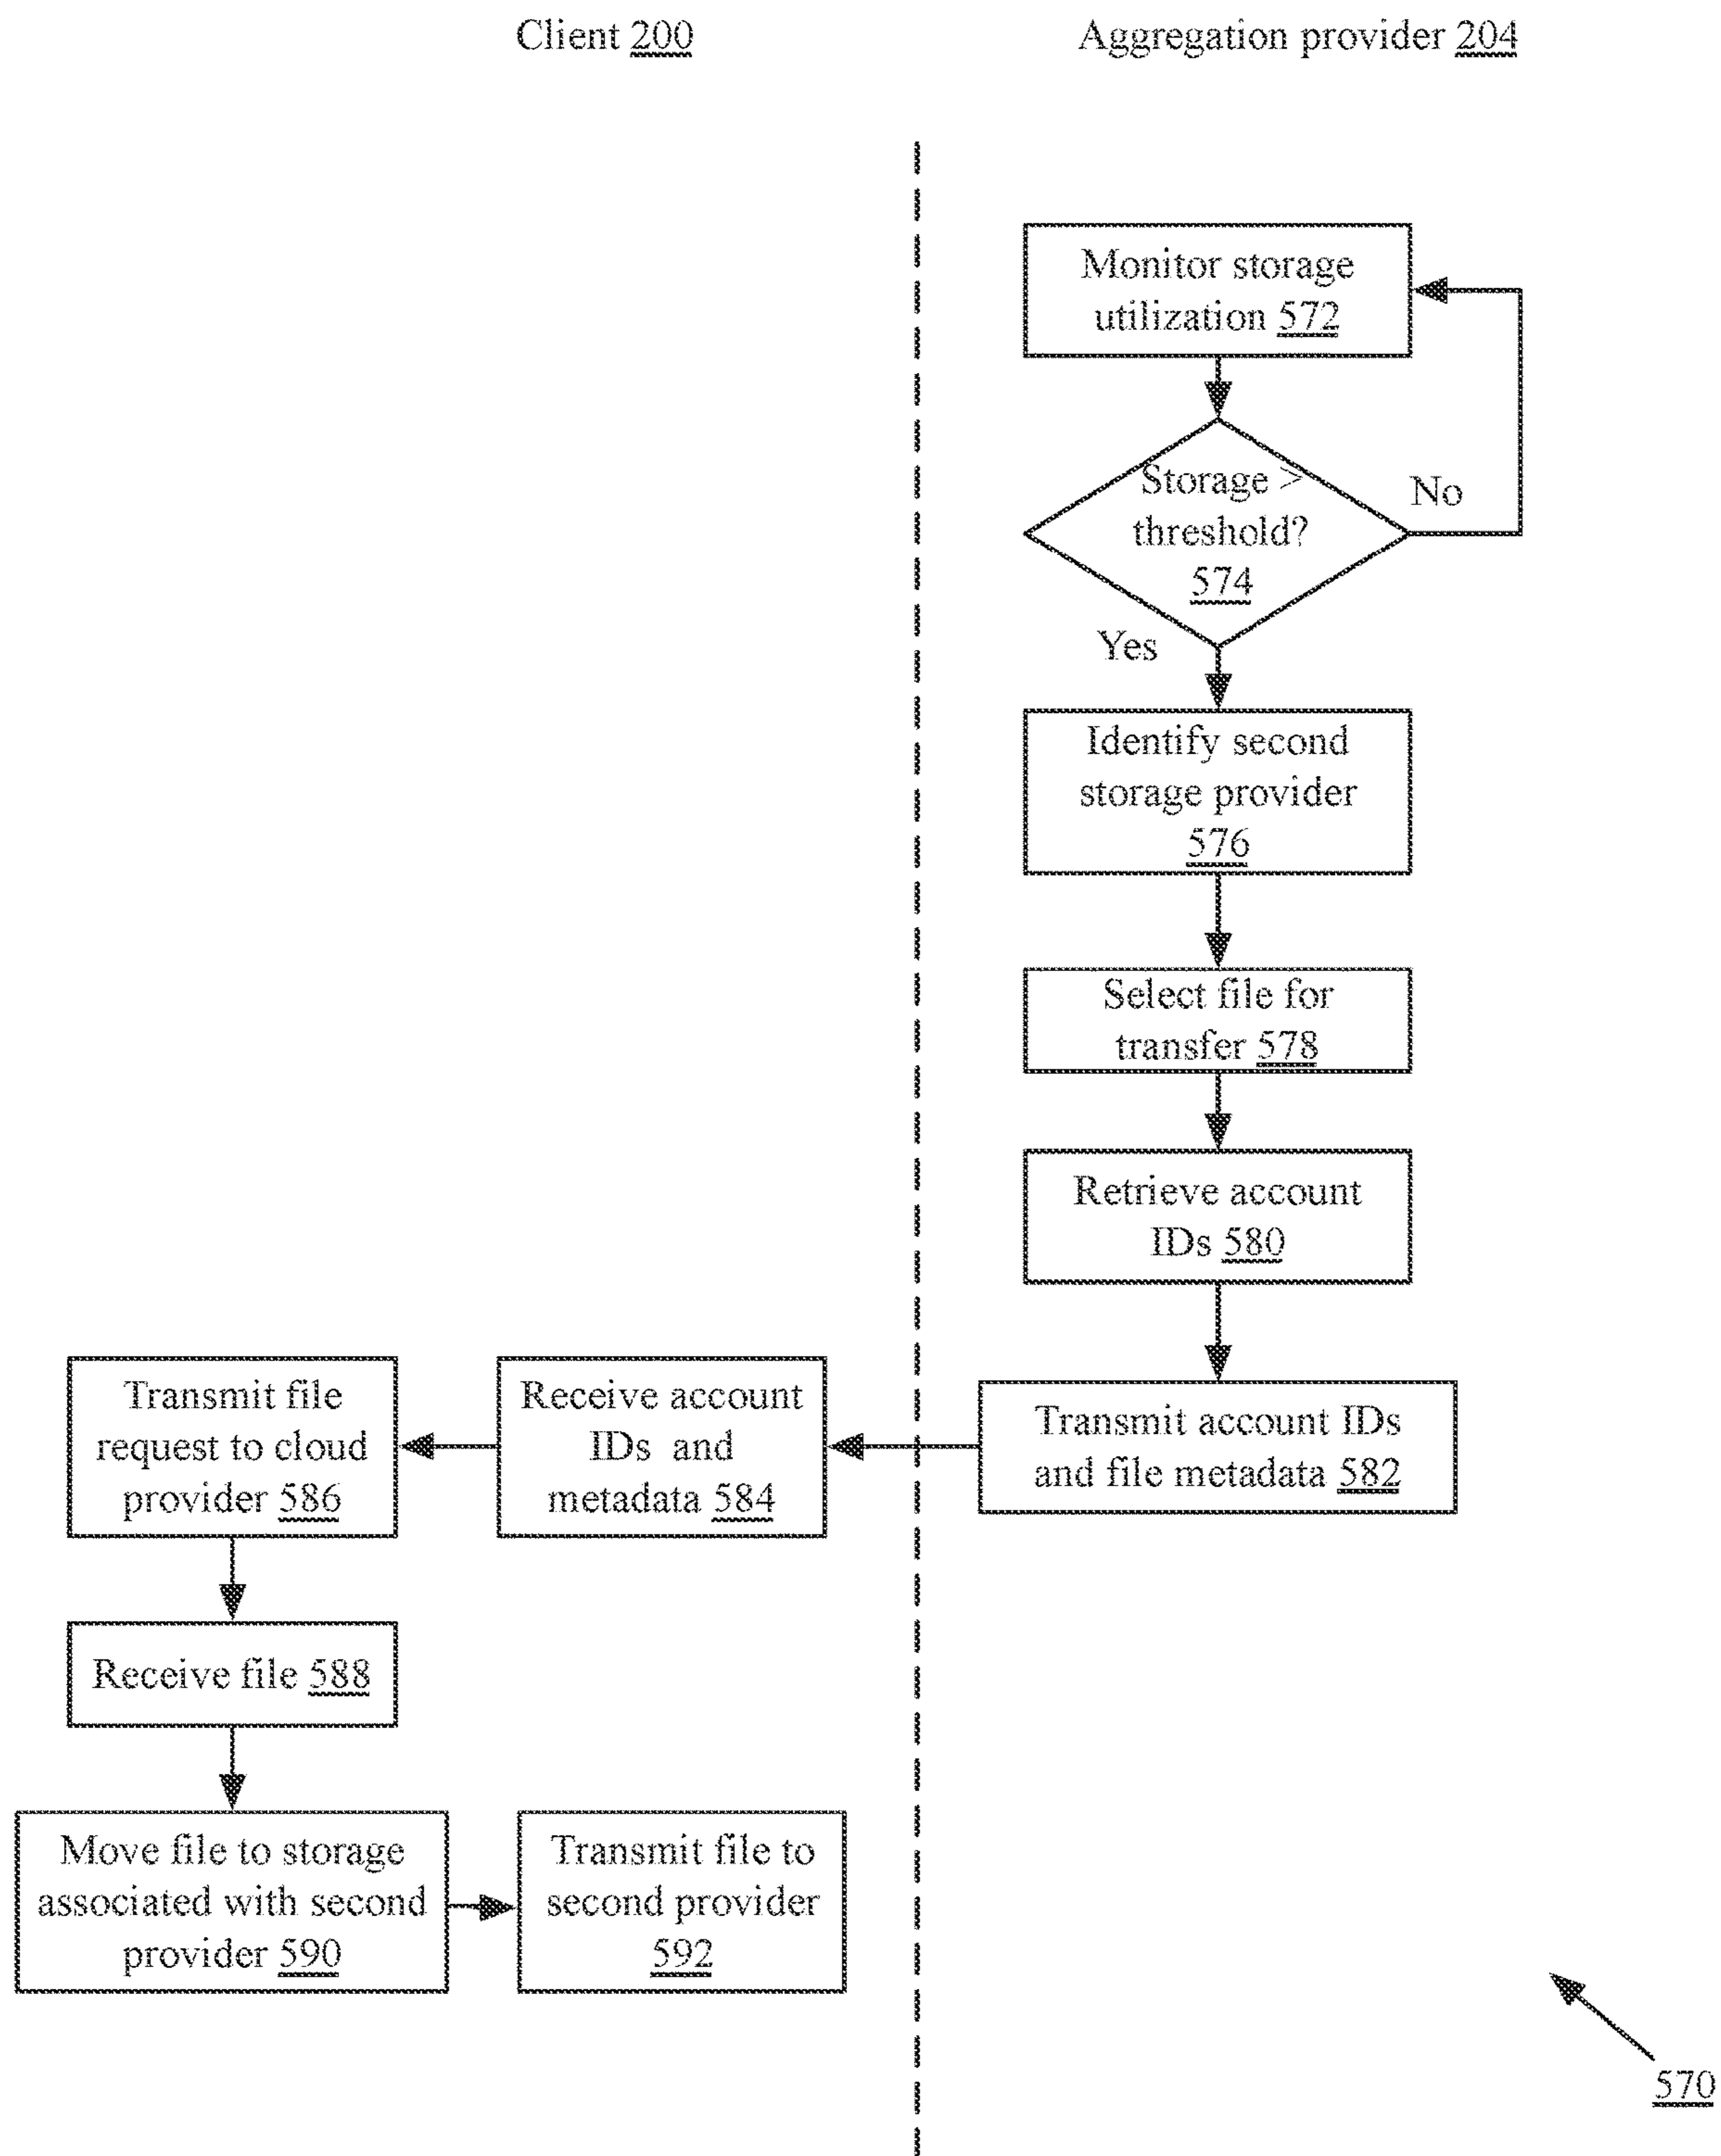 Client 200
Aggregation provider 204
Monitor storage
utilization 572
Storage >
threshold?
574
No
Yes
Identify second
storage provider
576
Select file for
transfer 578
Retrieve account
IDs 580
Transmit account IDs
and file metadata 582
Receive account
IDs and
metadata 584
Transmit file
request to cloud
provider 586
Receive file 588
Move file to storage
associated with second
provider 590
Transmit file to
second provider
592
570